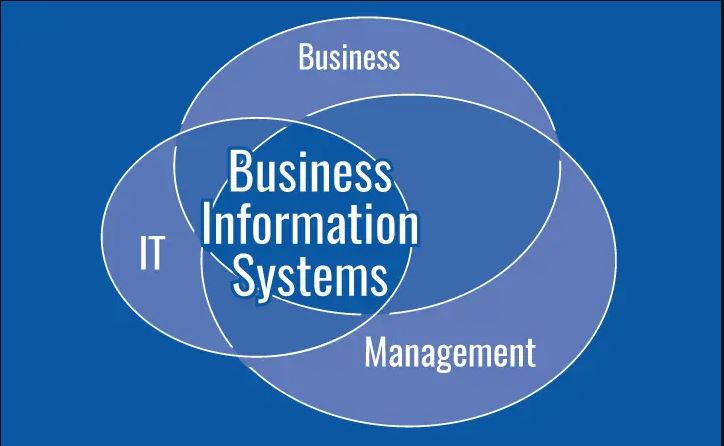 Business
Business
Information
Systems
IT
Management